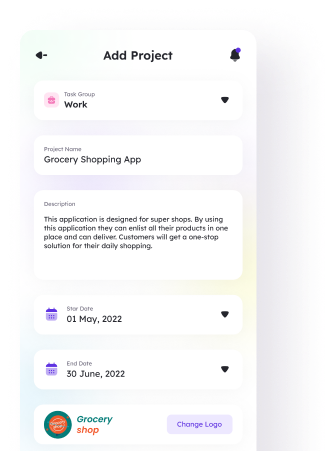 Add Project
Task Group
Work
Project Name
Grocery Shopping App
Description
This application is designed for super shops. By using
this application they can enlist all their products in one
place and can deliver. Customers will get a one-stop
solution for their daily shopping.
Star Date
01 May, 2022
End Date
30 June, 2022
Grocery
shop
Change Logo